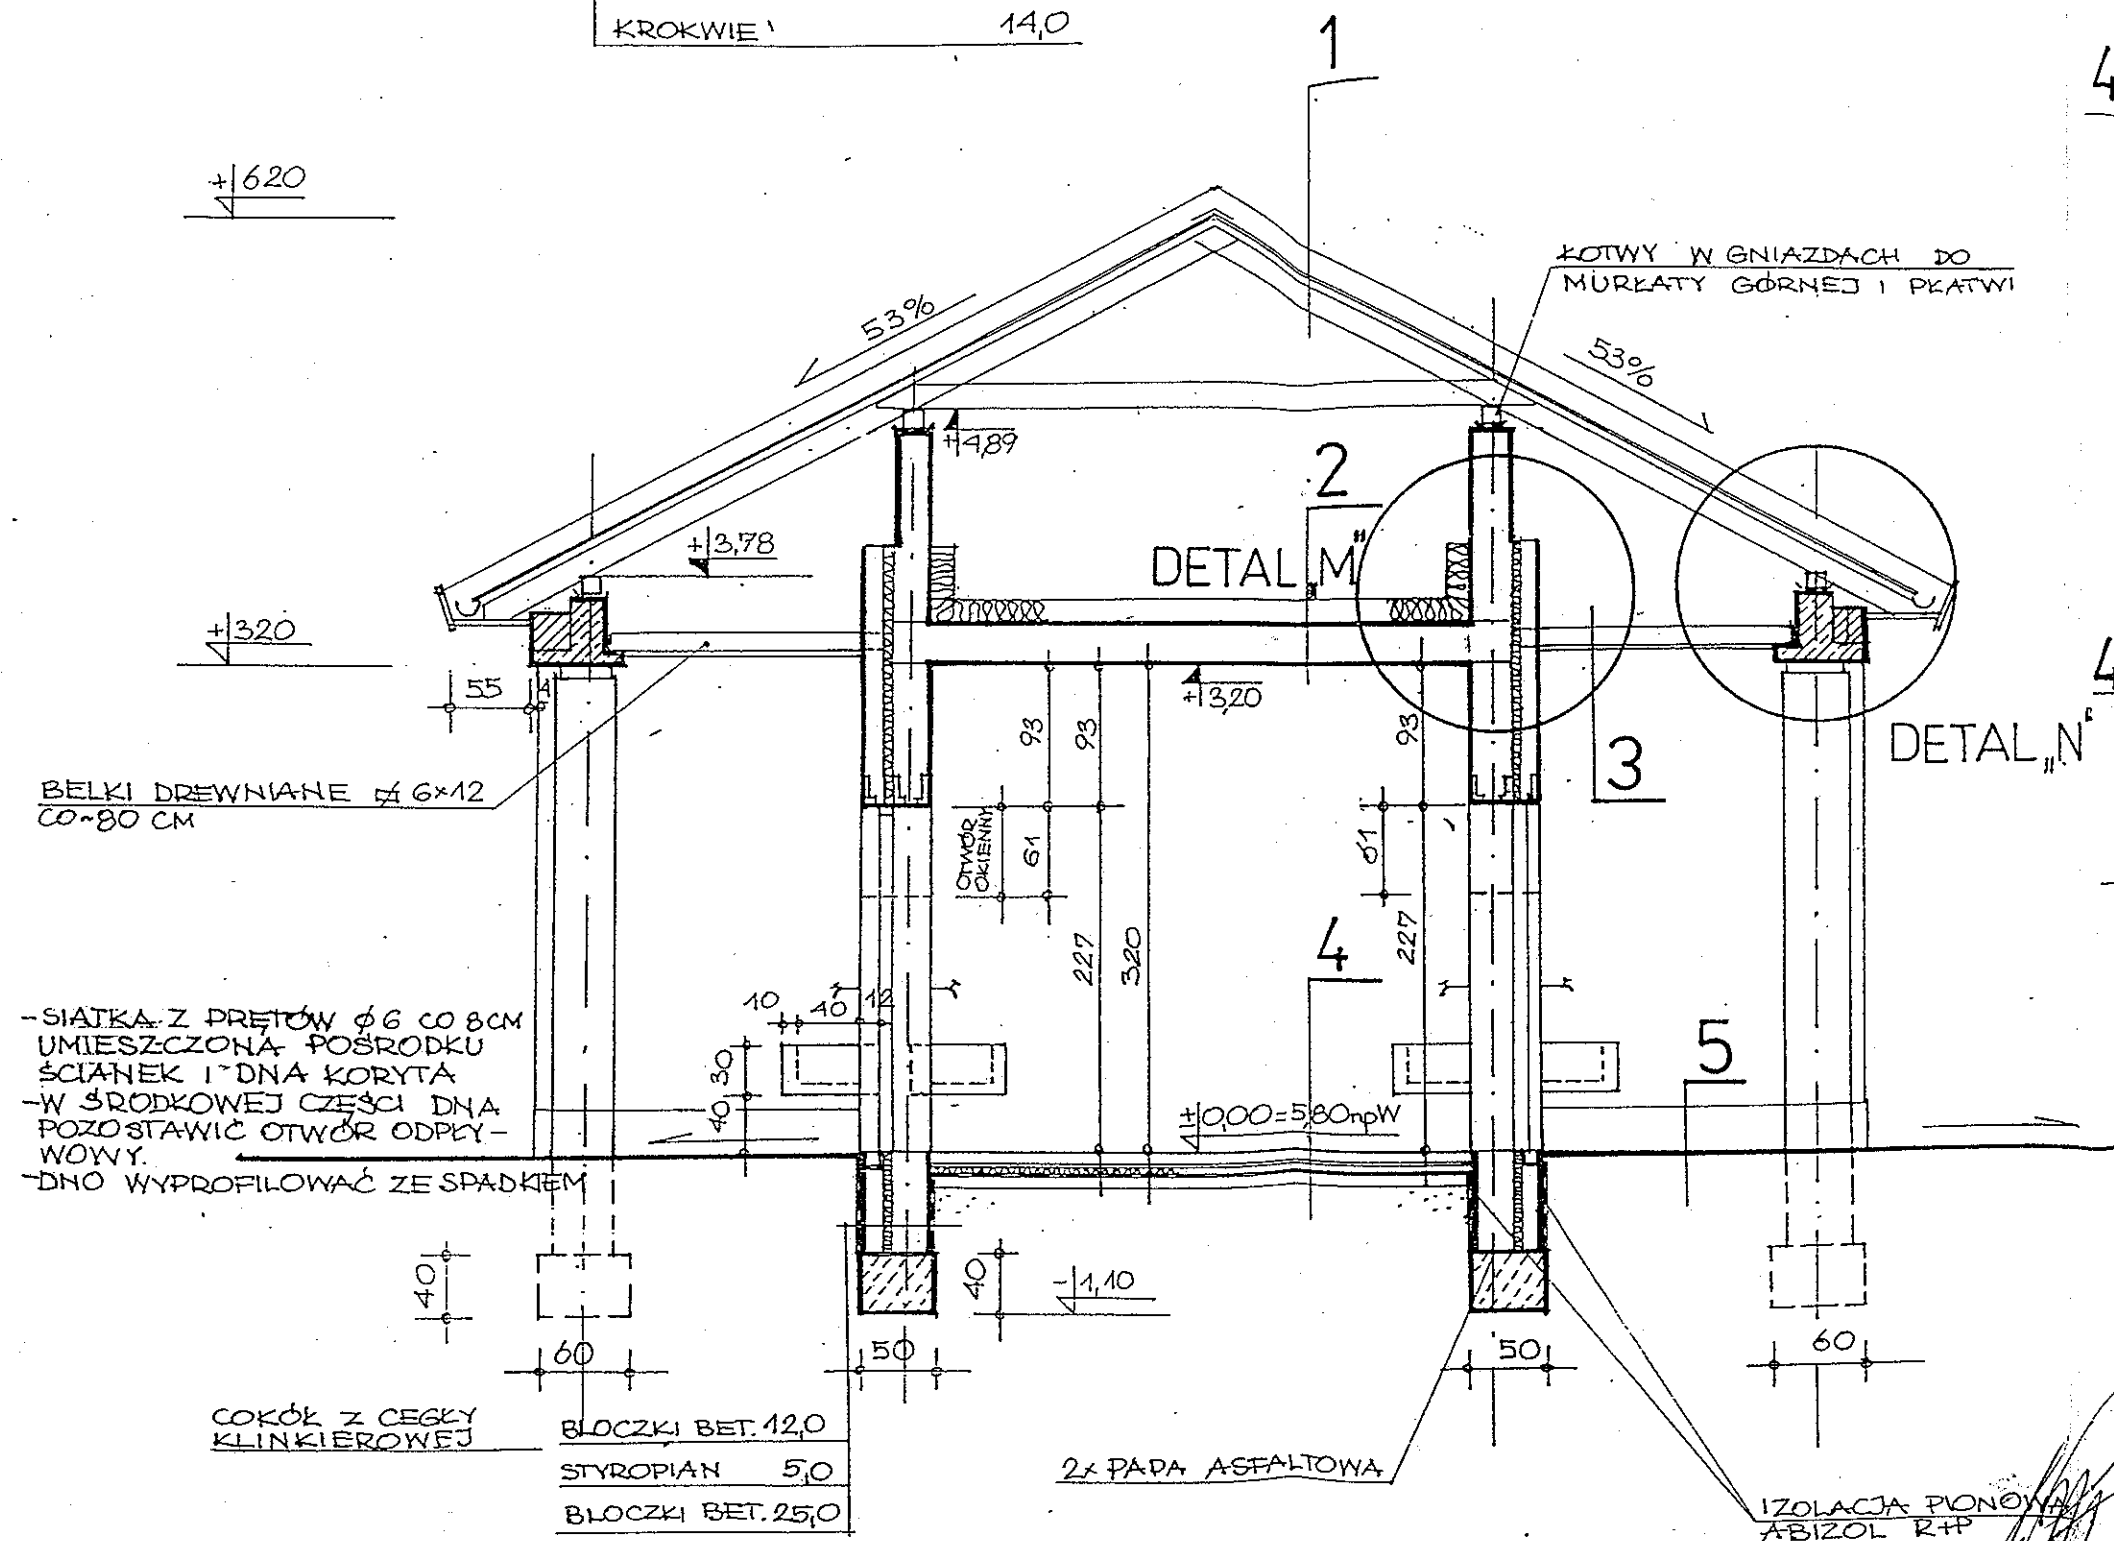 KROKWIE 14,0
1
4
+620
KOTWY W GNIAZDACH DO
MURŁATY GÓRNEJ I PŁATWI
53%
53%
+4,89
2
+3,78
DETAL „M"
+320
55
+3,20
93
93
93
3
DETAL „N"
4
BELKI DREWNIANE 6×12
CO ~80 CM
OTWÓR
OKIENNY
61
61
227
320
227
4
10 40 12
-SIATKA Z PRĘTÓW ϕ6 CO 8CM
UMIESZCZONA POŚRODKU
ŚCIANEK I DNA KORYTA
-W ŚRODKOWEJ CZĘŚCI DNA
POZOSTAWIĆ OTWÓR ODPŁY-
WOWY.
-DNO WYPROFILOWAĆ ZE SPADKIEM
30
40
5
±0,00=5,80npW
40
40
-1,10
60
50
50
60
COKÓŁ Z CEGŁY
KLINKIEROWEJ
BLOCZKI BET. 12,0
STYROPIAN 5,0
BLOCZKI BET. 25,0
2x PAPA ASFALTOWA
IZOLACJA PIONOWA
ABIZOL R+P